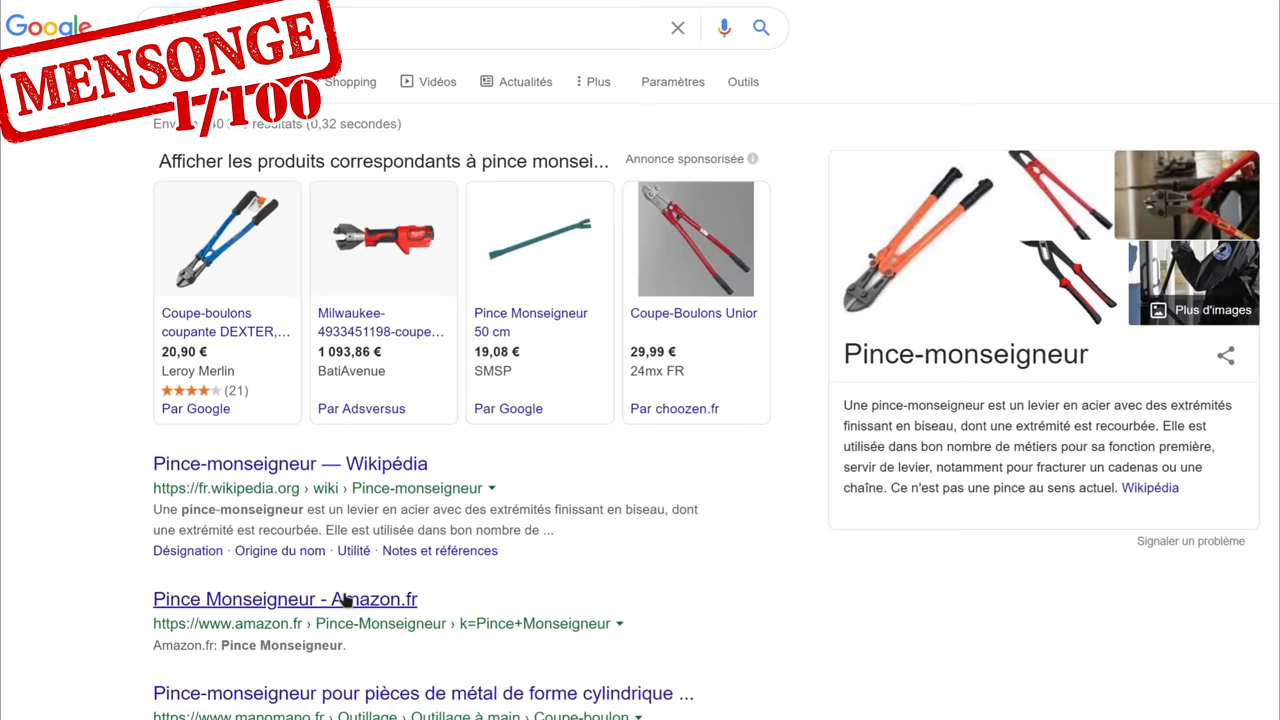 Google
MENSONGE
1/100
Shopping
Vidéos
Actualités
Plus
Paramètres
Outils
résultats (0,32 secondes)
Afficher les produits correspondants à pince monsei...
Annonce sponsorisée
Coupe-boulons
coupante DEXTER,...
20,90 €
Leroy Merlin
(21)
Par Google
Milwaukee-
4933451198-coupe...
1 093,86 €
BatiAvenue
Par Adsversus
Pince Monseigneur
50 cm
19,08 €
SMSP
Par Google
Coupe-Boulons Unior
29,99 €
24mx FR
Par choozen.fr
Pince-monseigneur — Wikipédia
https://fr.wikipedia.org › wiki › Pince-monseigneur
Une pince-monseigneur est un levier en acier avec des extrémités finissant en biseau, dont
une extrémité est recourbée. Elle est utilisée dans bon nombre de ...
Désignation · Origine du nom · Utilité · Notes et références
Pince Monseigneur - Amazon.fr
https://www.amazon.fr › Pince-Monseigneur › k=Pince+Monseigneur
Amazon.fr: Pince Monseigneur.
Pince-monseigneur pour pièces de métal de forme cylindrique ...
https://www.manomano.fr › Outillage › Outillage à main › Coupe-boulon
Plus d'images
Pince-monseigneur
Une pince-monseigneur est un levier en acier avec des extrémités
finissant en biseau, dont une extrémité est recourbée. Elle est
utilisée dans bon nombre de métiers pour sa fonction première,
servir de levier, notamment pour fracturer un cadenas ou une
chaîne. Ce n'est pas une pince au sens actuel. Wikipédia
Signaler un problème